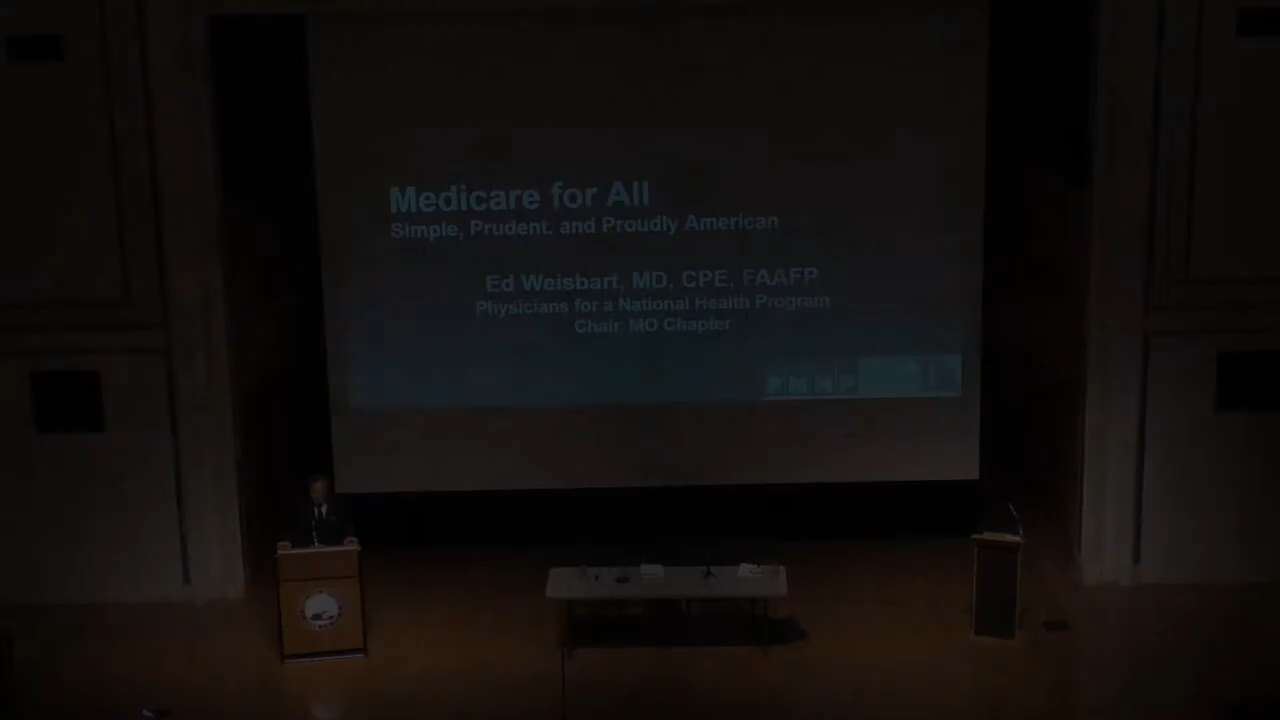 Medicare for All
Simple, Prudent, and Proudly American
Ed Weisbart, MD, CPE, FAAFP
Physicians for a National Health Program
Chair, MO Chapter